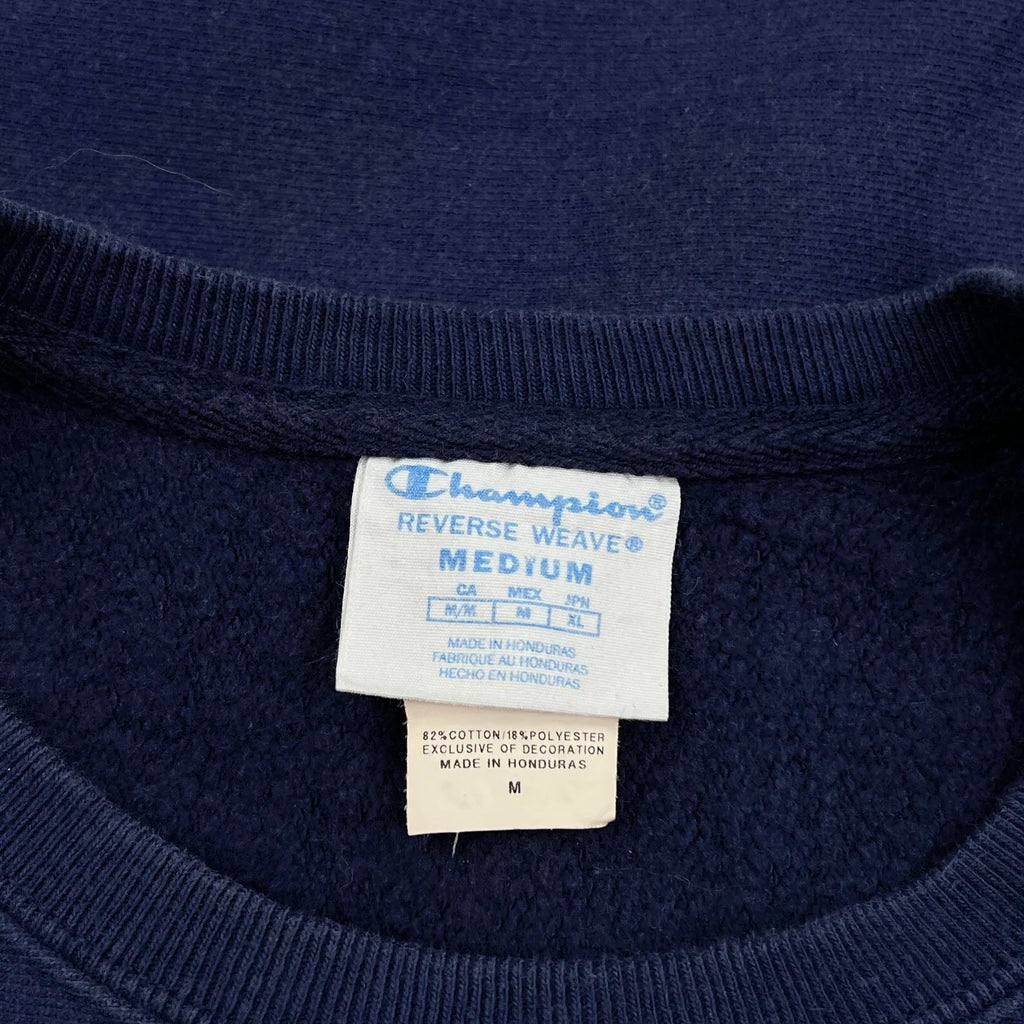 Champion®
REVERSE WEAVE®
MEDIUM
CA MEX JPN
M/M M XL
MADE IN HONDURAS
FABRIQUE AU HONDURAS
HECHO EN HONDURAS
82%COTTON/18%POLYESTER
EXCLUSIVE OF DECORATION
MADE IN HONDURAS
M